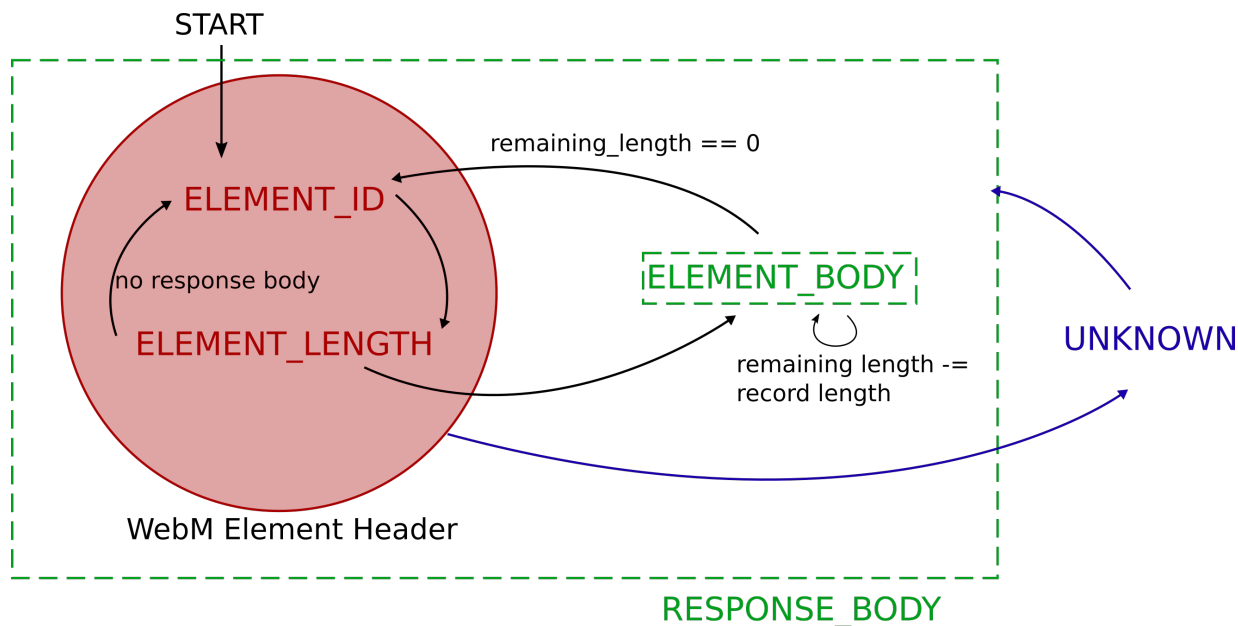 START
remaining_length == 0
ELEMENT_ID
no response body
ELEMENT_BODY
ELEMENT_LENGTH
UNKNOWN
remaining length -=
record length
WebM Element Header
RESPONSE_BODY